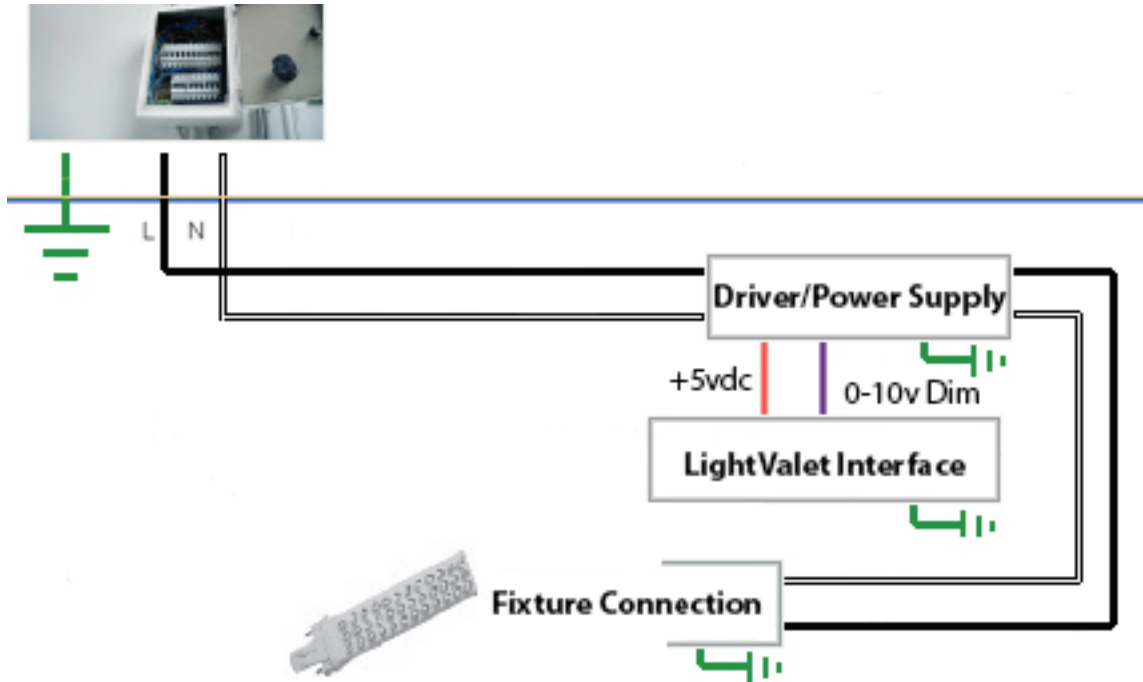 L N
Driver/Power Supply
+5vdc
0-10v Dim
LightValet Interface
Fixture Connection